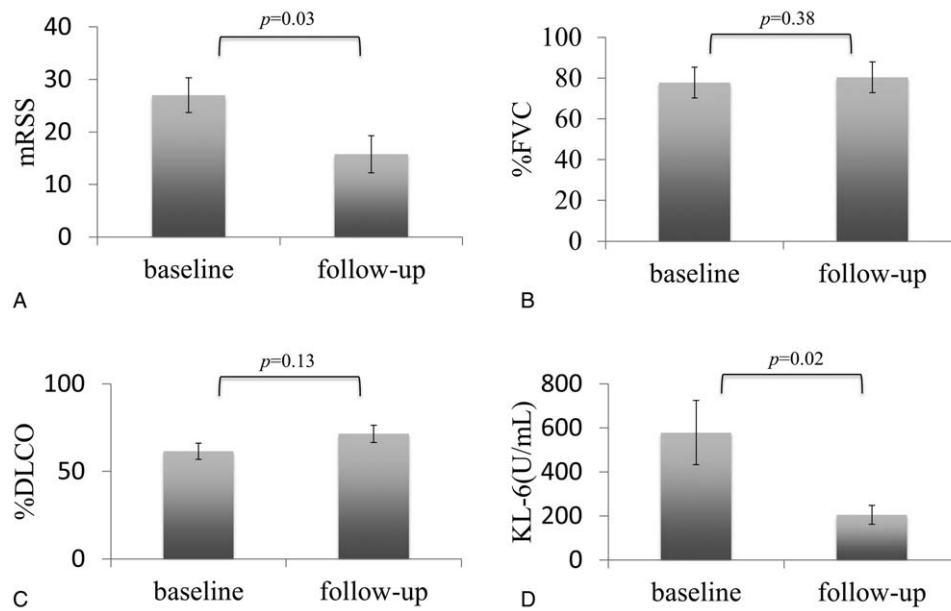 p=0.03
40
30
20
10
0
mRSS
baseline follow-up
A
p=0.38
100
80
60
40
20
0
%FVC
baseline follow-up
B
p=0.13
100
50
0
%DLCO
baseline follow-up
C
p=0.02
800
600
400
200
0
KL-6(U/mL)
baseline follow-up
D